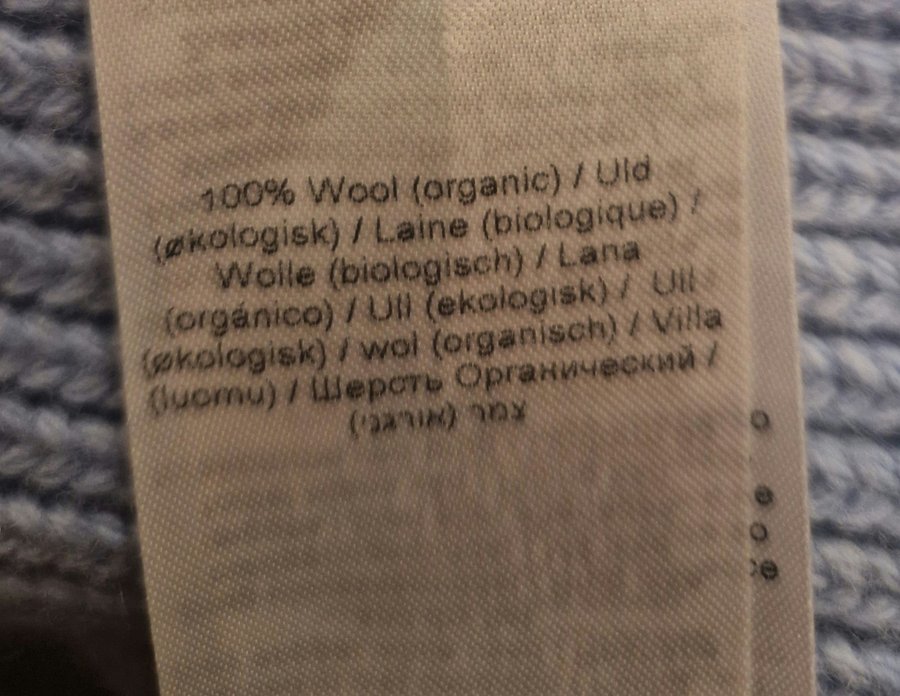 100% Wool (organic) / Uld
(økologisk) / Laine (biologique) /
Wolle (biologisch) / Lana
(orgánico) / Ull (ekologisk) / Ull
(økologisk) / wol (organisch) / Villa
(luomu) / Шерсть Органический /
צמר (אורגני)
o
e
o
ce